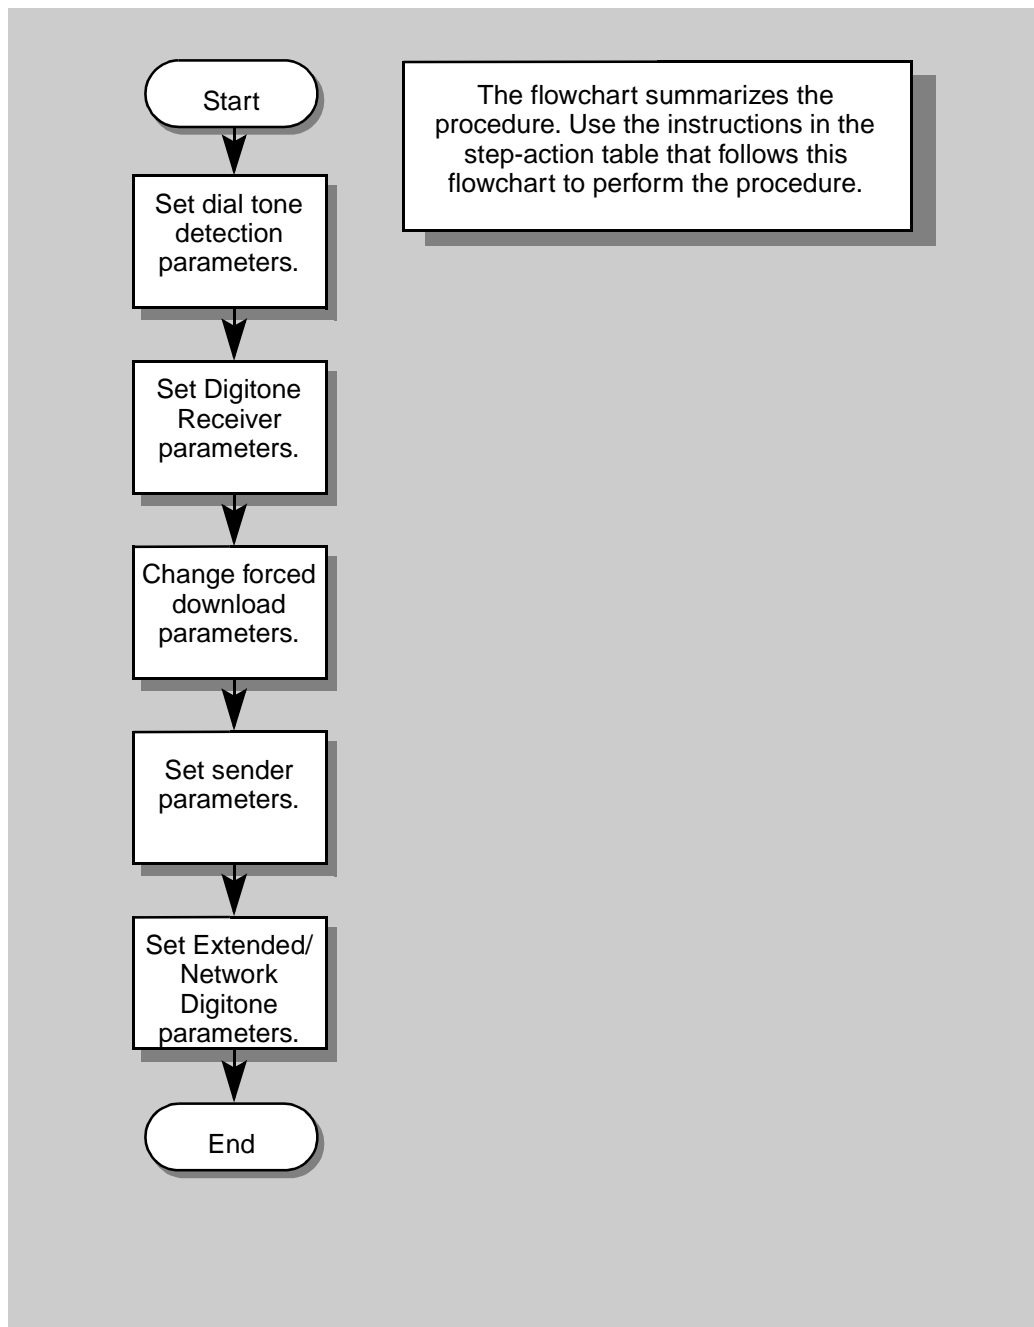 Start
The flowchart summarizes the
procedure. Use the instructions in the
step-action table that follows this
flowchart to perform the procedure.
Set dial tone
detection
parameters.
Set Digitone
Receiver
parameters.
Change forced
download
parameters.
Set sender
parameters.
Set Extended/
Network
Digitone
parameters.
End